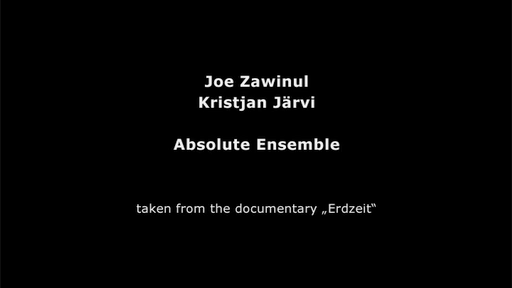 Joe Zawinul
Kristjan Järvi
Absolute Ensemble
taken from the documentary „Erdzeit“